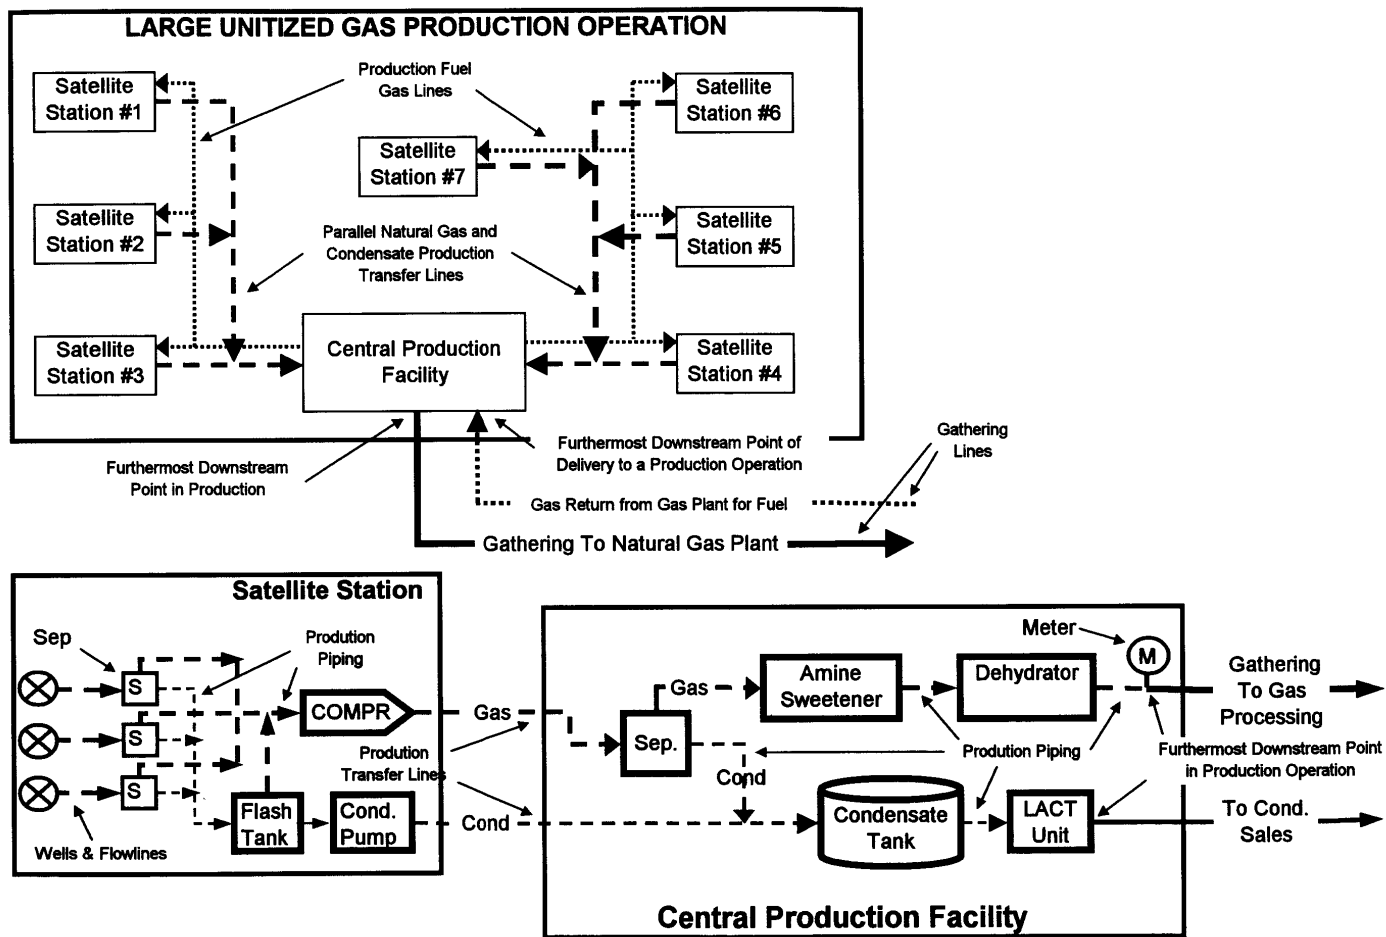 LARGE UNITIZED GAS PRODUCTION OPERATION
Satellite
Station #1
Production Fuel
Gas Lines
Satellite
Station #6
Satellite
Station #7
Satellite
Station #2
Parallel Natural Gas and
Condensate Production
Transfer Lines
Satellite
Station #5
Satellite
Station #3
Central Production
Facility
Satellite
Station #4
Gathering
Lines
Furthermost Downstream
Point in Production
Furthermost Downstream Point of
Delivery to a Production Operation
Gas Return from Gas Plant for Fuel
Gathering To Natural Gas Plant
Satellite Station
Sep
Prodution
Piping
S
S
S
COMPR
Flash
Tank
Cond.
Pump
Wells & Flowlines
Gas
Prodution
Transfer Lines
Cond
Meter
M
Gas
Amine
Sweetener
Dehydrator
Sep.
Cond
Prodution Piping
Condensate
Tank
LACT
Unit
Gathering
To Gas
Processing
Furthermost Downstream Point
in Production Operation
To Cond.
Sales
Central Production Facility